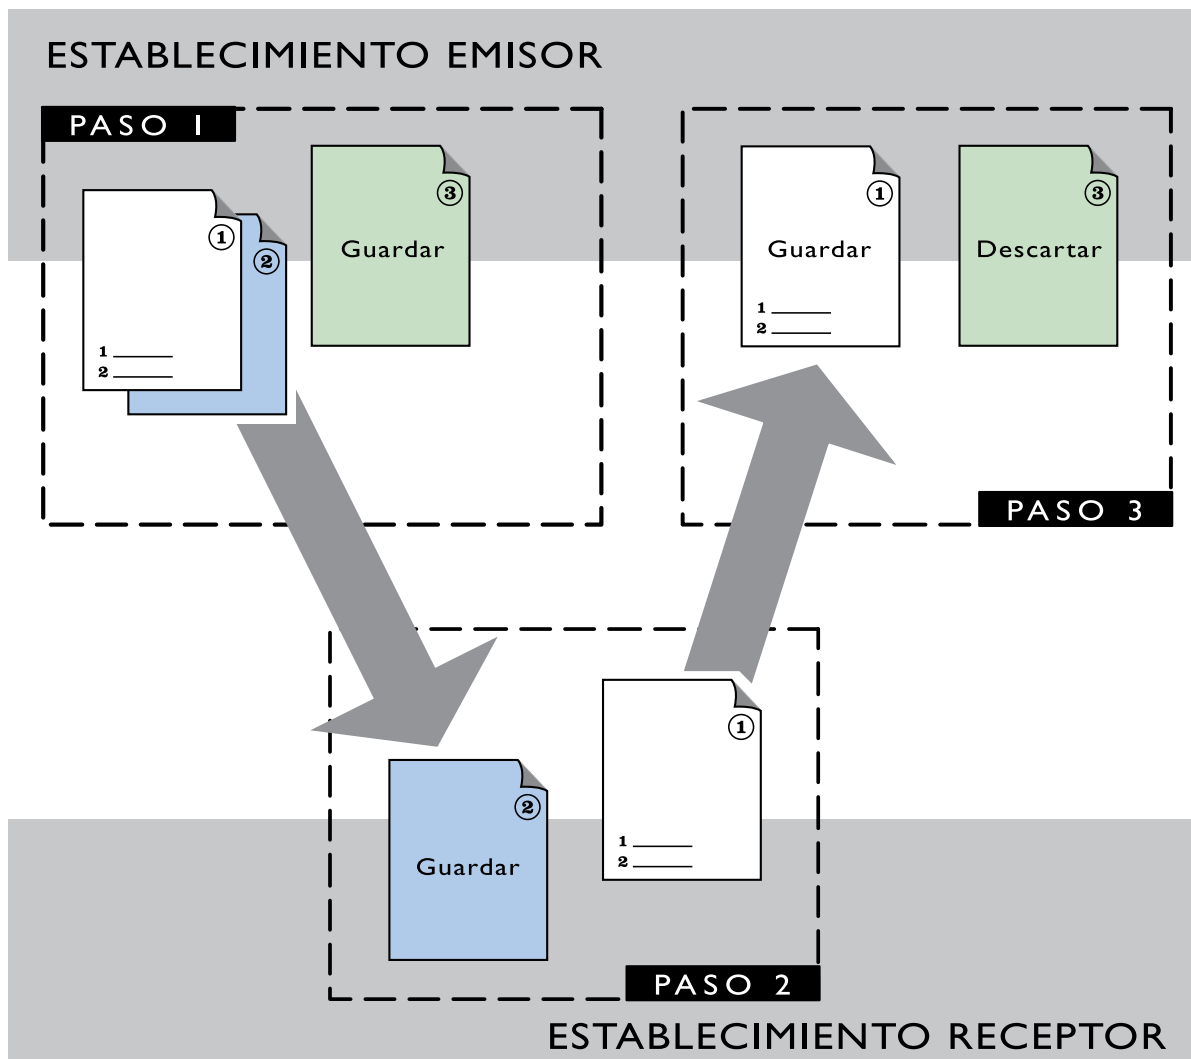 ESTABLECIMIENTO EMISOR
PASO 1
1
2
3
Guardar
1
2
1
Guardar
1
2
3
Descartar
PASO 3
2
Guardar
1
1
2
PASO 2
ESTABLECIMIENTO RECEPTOR